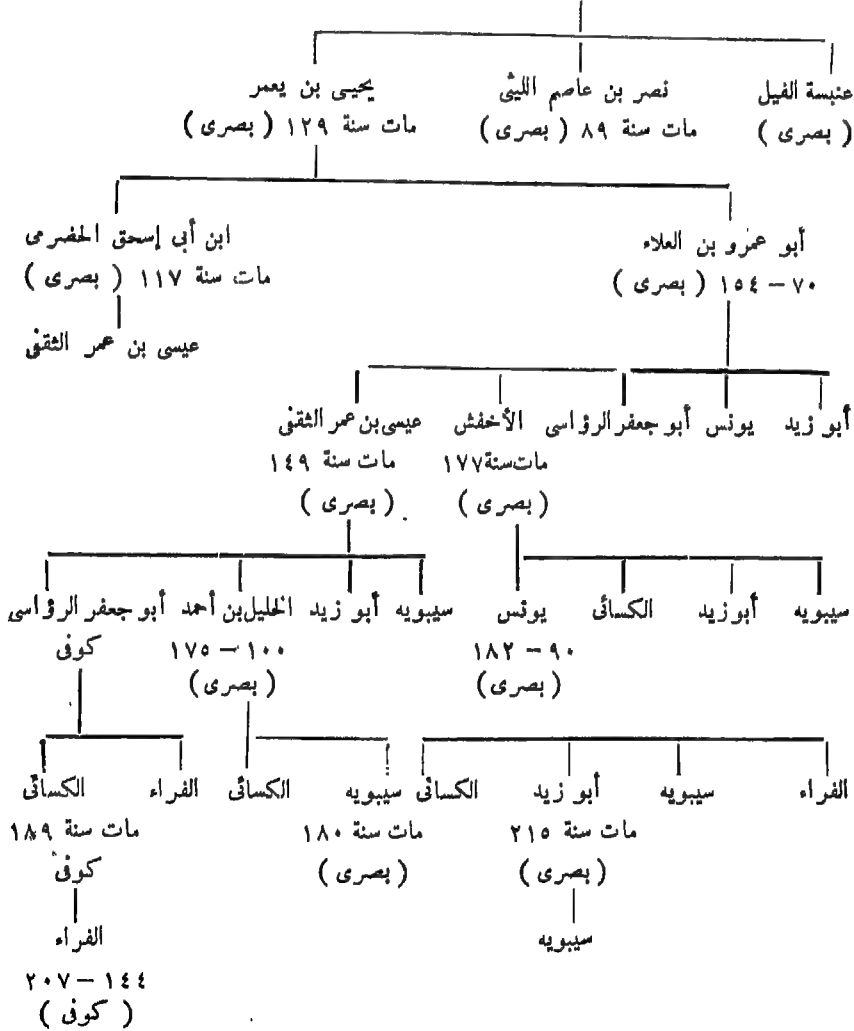 عنبسة الفيل نصر بن عاصم الليثى يحيى بن يعمر
( بصرى ) مات سنة ٨٩ ( بصرى ) مات سنة ١٢٩ ( بصرى )
أبو عمرو بن العلاء ابن أبى إسحق الحضرمى
٧٠ – ١٥٤ ( بصرى ) مات سنة ١١٧ ( بصرى )
عيسى بن عمر الثقفى
أبو زيد يونس أبو جعفر الرؤاسى الأخفش عيسى بن عمر الثقفى
مات سنة ١٧٧ مات سنة ١٤٩
( بصرى ) ( بصرى )
سيبويه أبو زيد الكسائى يونس سيبويه أبو زيد الخليل بن أحمد أبو جعفر الرؤاسى
٩٠ – ١٨٢ ١٠٠ – ١٧٥ كوفى
( بصرى ) ( بصرى )
الفراء سيبويه أبو زيد الكسائى سيبويه الكسائى الفراء الكسائى
مات سنة ٢١٥ مات سنة ١٨٠ مات سنة ١٨٩
( بصرى ) ( بصرى ) كوفى
سيبويه الفراء
١٤٤ – ٢٠٧
( كوفى )